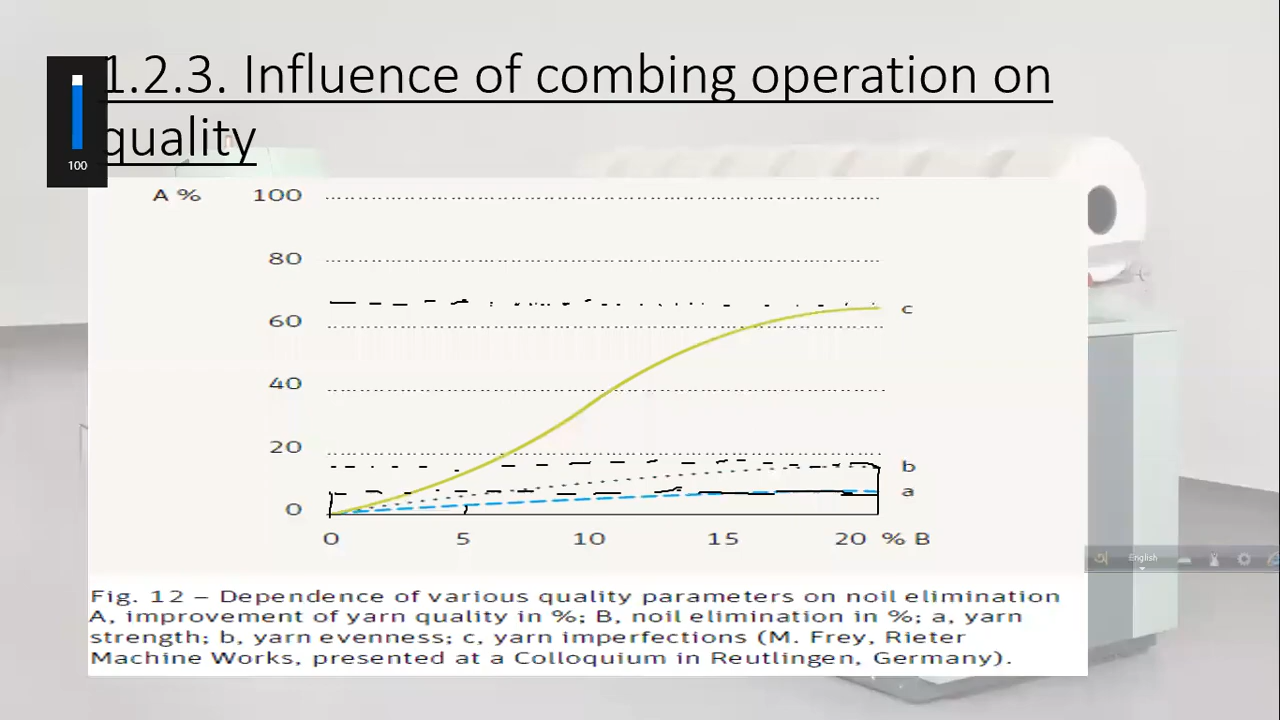 1.2.3. Influence of combing operation on
quality
100
A % 100
80
60
c
40
20
b
a
0
0 5 10 15 20 % B
English
Fig. 12 – Dependence of various quality parameters on noil elimination
A, improvement of yarn quality in %; B, noil elimination in %; a, yarn
strength; b, yarn evenness; c, yarn imperfections (M. Frey, Rieter
Machine Works, presented at a Colloquium in Reutlingen, Germany).